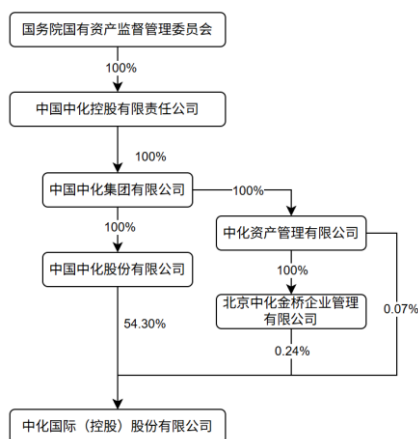 国务院国有资产监督管理委员会
100%
中国中化控股有限责任公司
100%
中国中化集团有限公司
100%
100%
中化资产管理有限公司
中国中化股份有限公司
100%
北京中化金桥企业管理
有限公司
0.07%
54.30%
0.24%
中化国际（控股）股份有限公司